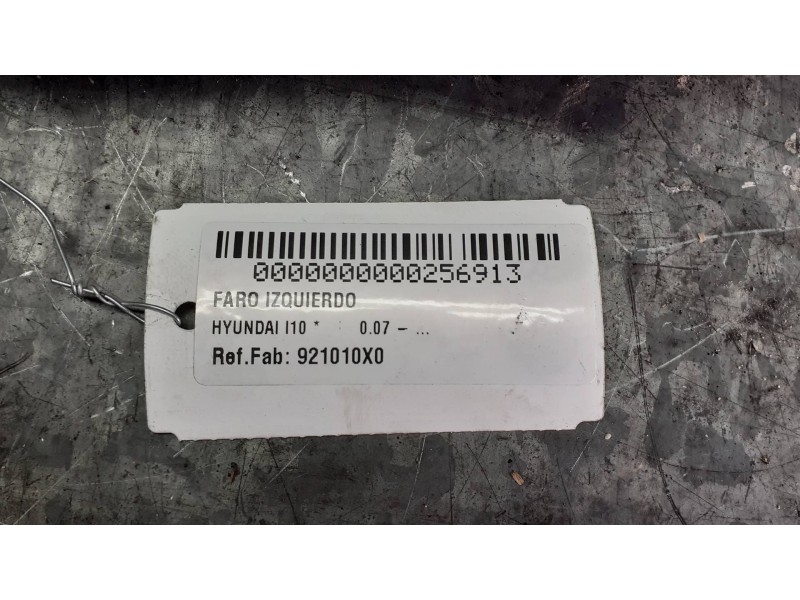 0000000000256913
FARO IZQUIERDO
HYUNDAI I10 * : 0.07 - ...
Ref.Fab: 921010X0